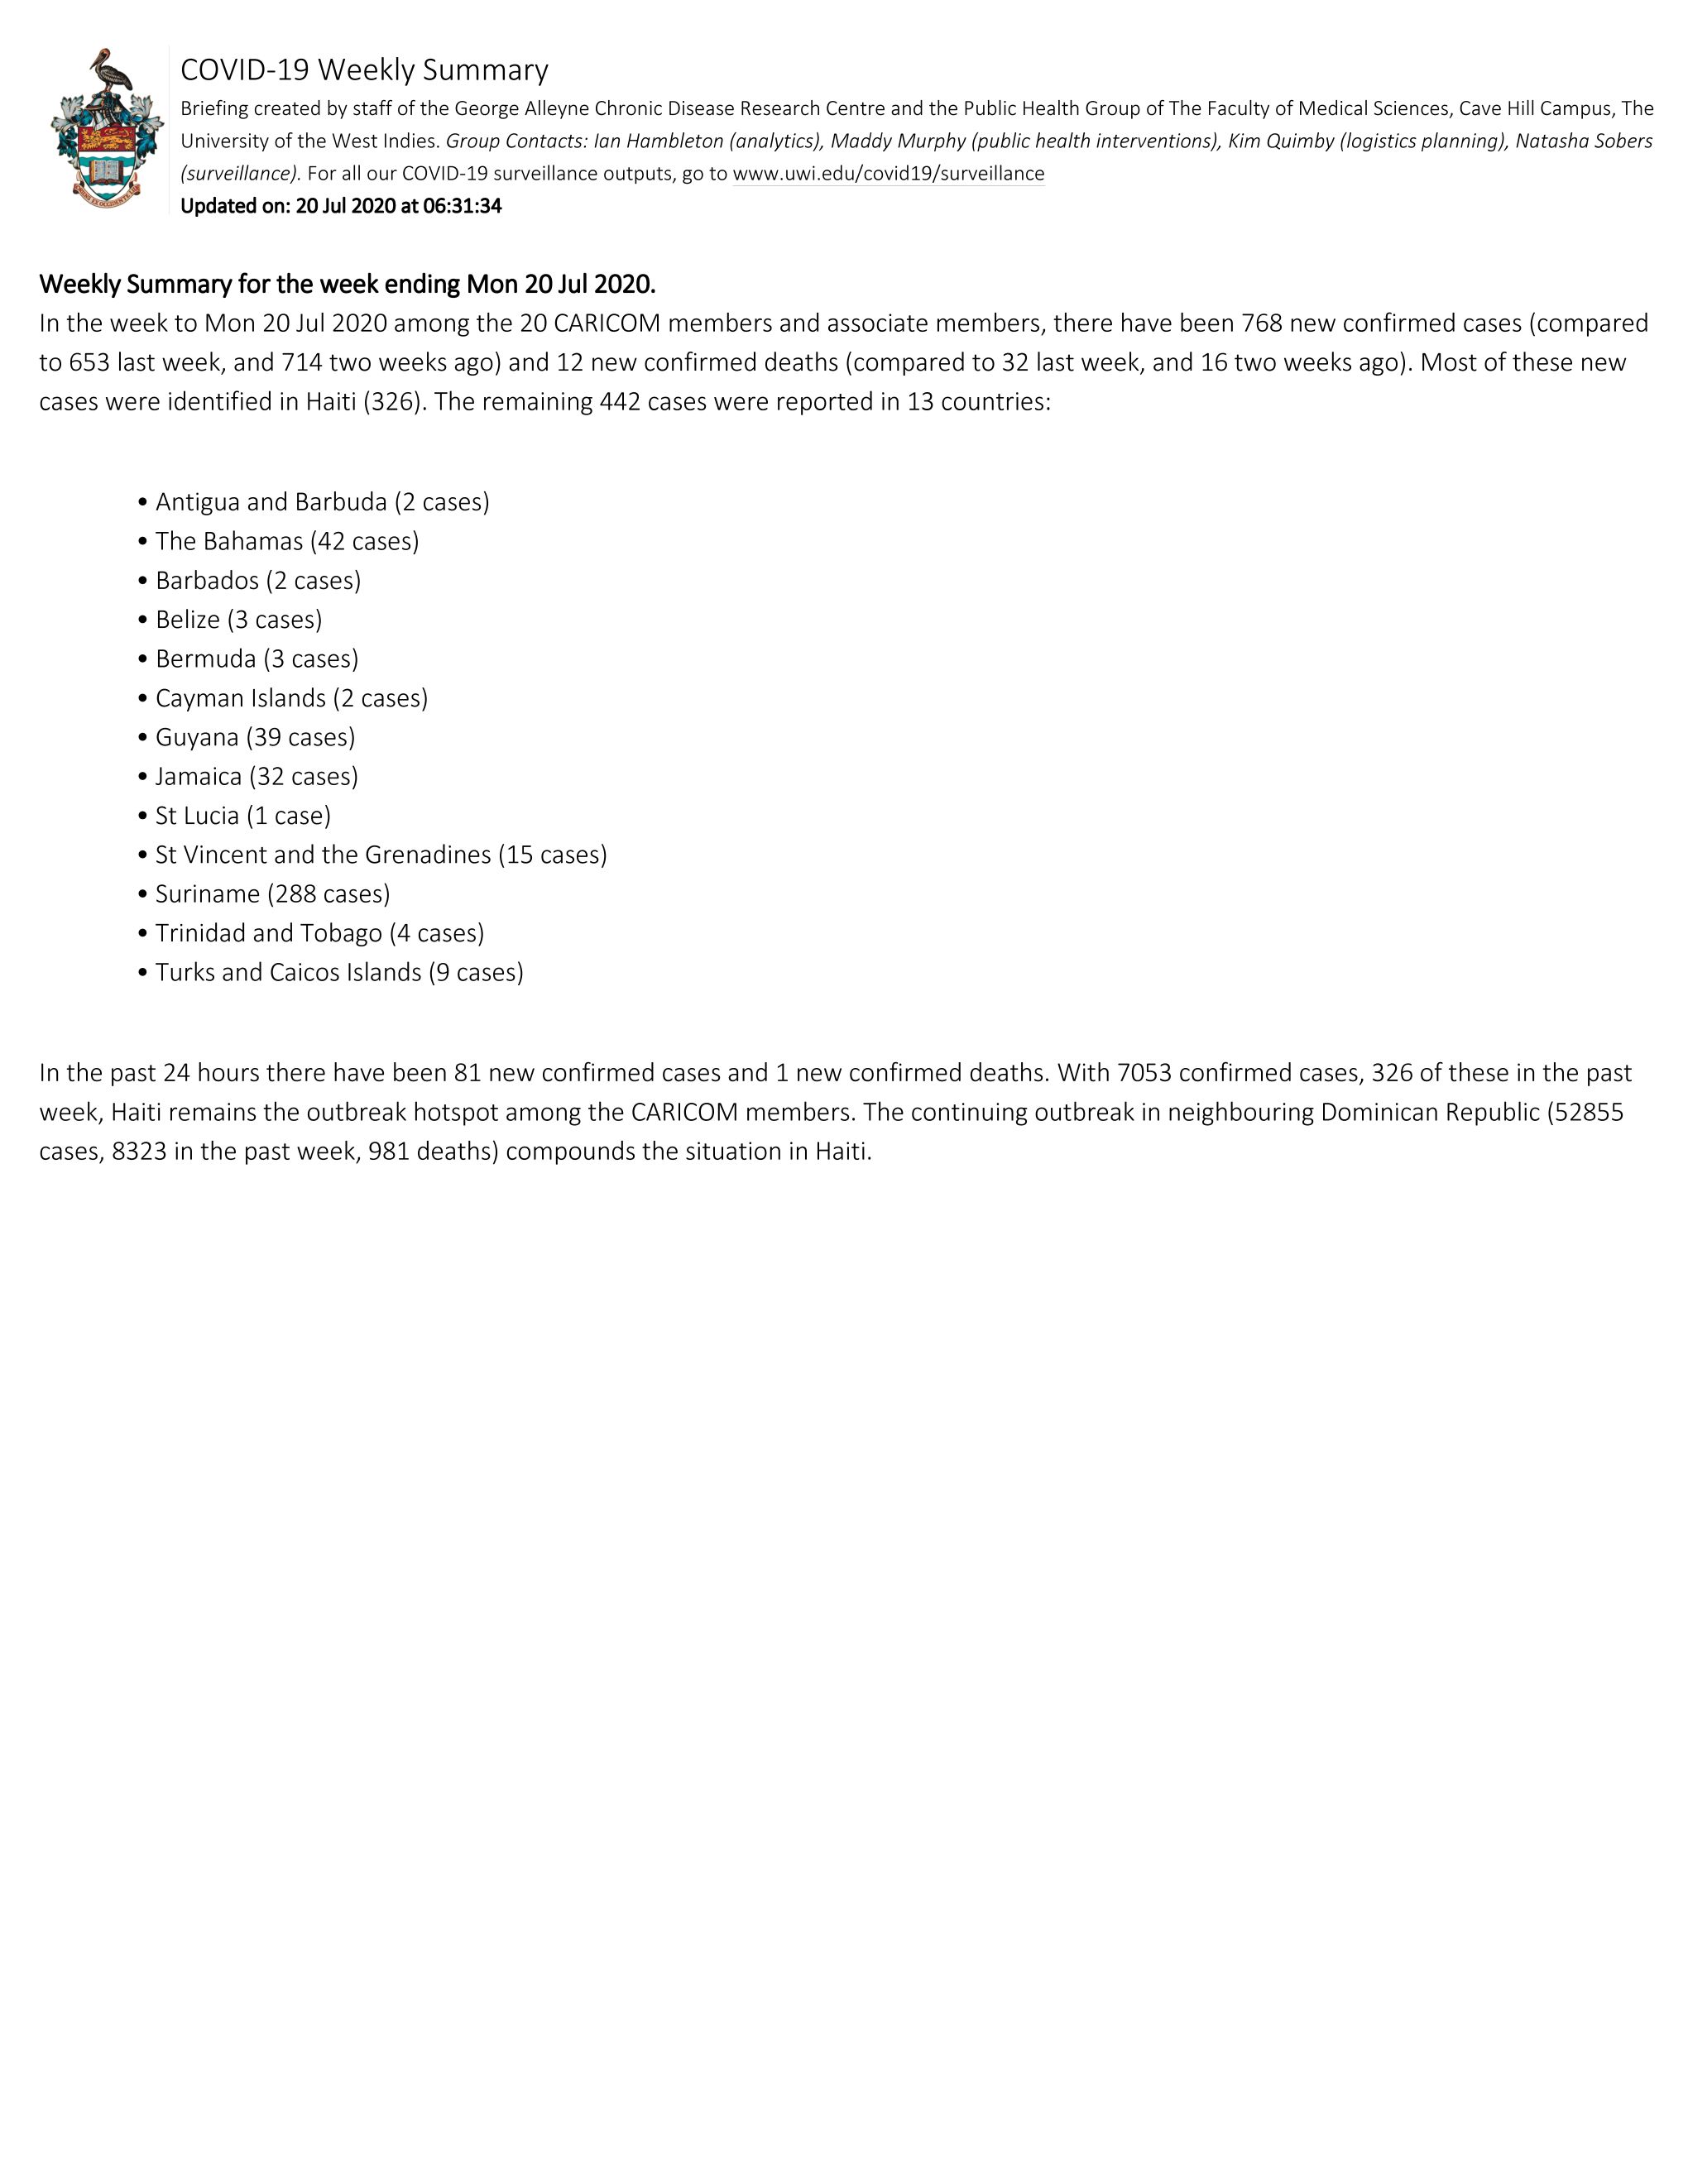 COVID-19 Weekly Summary
Briefing created by staff of the George Alleyne Chronic Disease Research Centre and the Public Health Group of The Faculty of Medical Sciences, Cave Hill Campus, The
University of the West Indies. Group Contacts: Ian Hambleton (analytics), Maddy Murphy (public health interventions), Kim Quimby (logistics planning), Natasha Sobers
(surveillance). For all our COVID-19 surveillance outputs, go to www.uwi.edu/covid19/surveillance
Updated on: 20 Jul 2020 at 06:31:34
Weekly Summary for the week ending Mon 20 Jul 2020.
In the week to Mon 20 Jul 2020 among the 20 CARICOM members and associate members, there have been 768 new confirmed cases (compared
to 653 last week, and 714 two weeks ago) and 12 new confirmed deaths (compared to 32 last week, and 16 two weeks ago). Most of these new
cases were identified in Haiti (326). The remaining 442 cases were reported in 13 countries:
• Antigua and Barbuda (2 cases)
• The Bahamas (42 cases)
• Barbados (2 cases)
• Belize (3 cases)
• Bermuda (3 cases)
• Cayman Islands (2 cases)
• Guyana (39 cases)
• Jamaica (32 cases)
• St Lucia (1 case)
• St Vincent and the Grenadines (15 cases)
• Suriname (288 cases)
• Trinidad and Tobago (4 cases)
• Turks and Caicos Islands (9 cases)
In the past 24 hours there have been 81 new confirmed cases and 1 new confirmed deaths. With 7053 confirmed cases, 326 of these in the past
week, Haiti remains the outbreak hotspot among the CARICOM members. The continuing outbreak in neighbouring Dominican Republic (52855
cases, 8323 in the past week, 981 deaths) compounds the situation in Haiti.